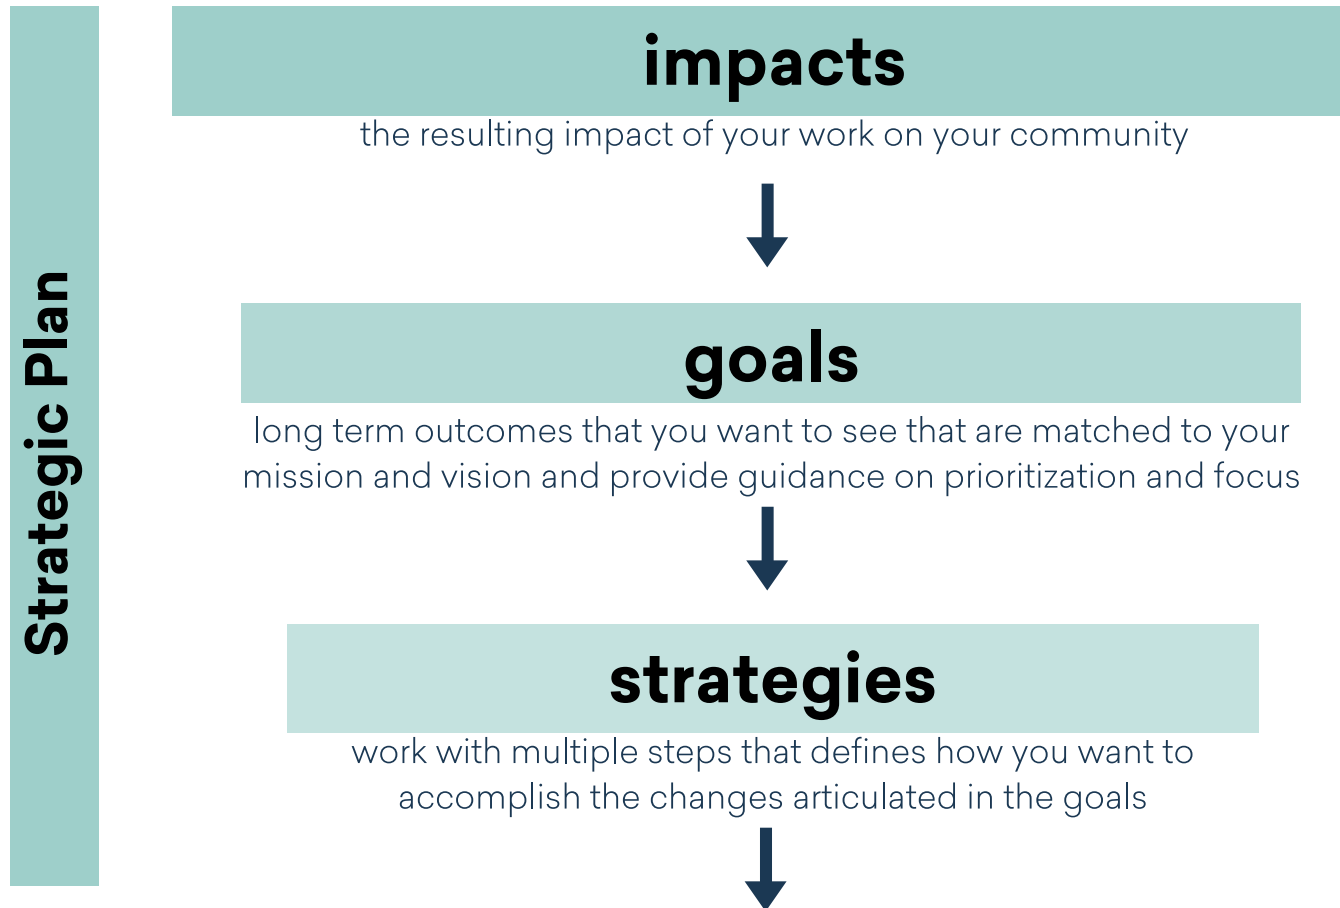 Strategic Plan
impacts
the resulting impact of your work on your community
goals
long term outcomes that you want to see that are matched to your
mission and vision and provide guidance on prioritization and focus
strategies
work with multiple steps that defines how you want to
accomplish the changes articulated in the goals